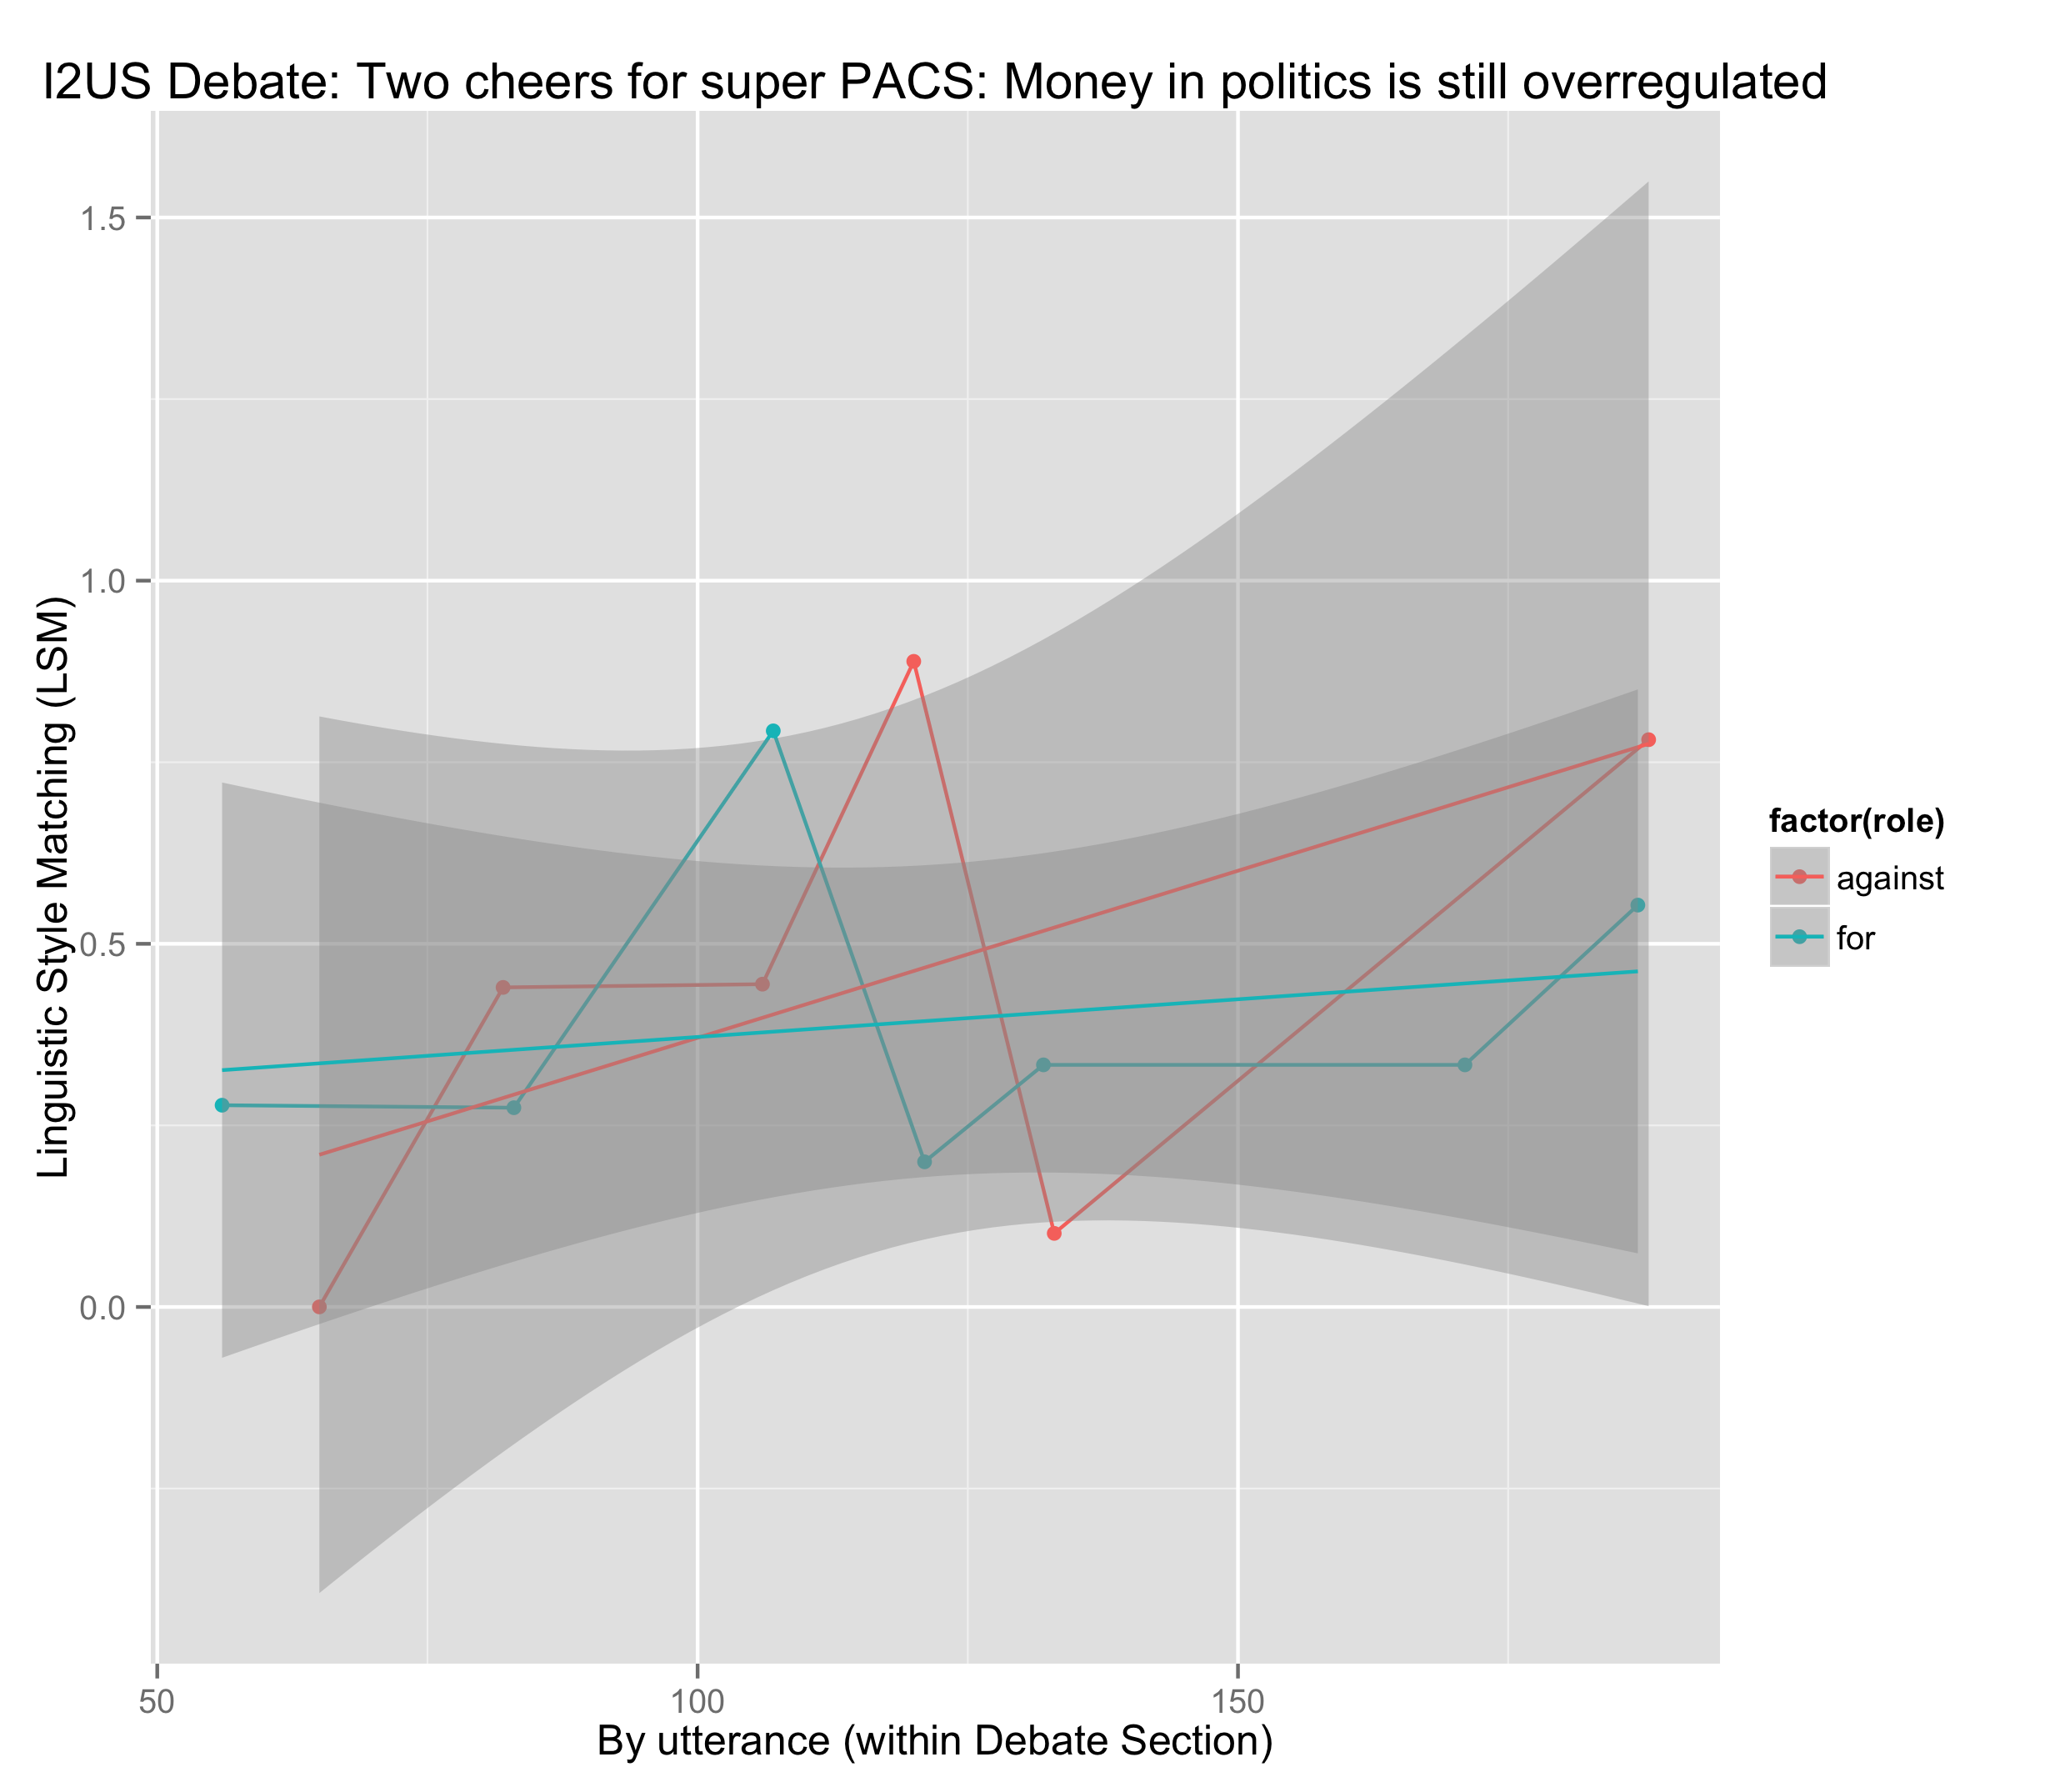 I2US Debate: Two cheers for super PACS: Money in politics is still overregulated
Linguistic Style Matching (LSM)
1.5
1.0
0.5
0.0
50
100
150
By utterance (within Debate Section)
factor(role)
against
for